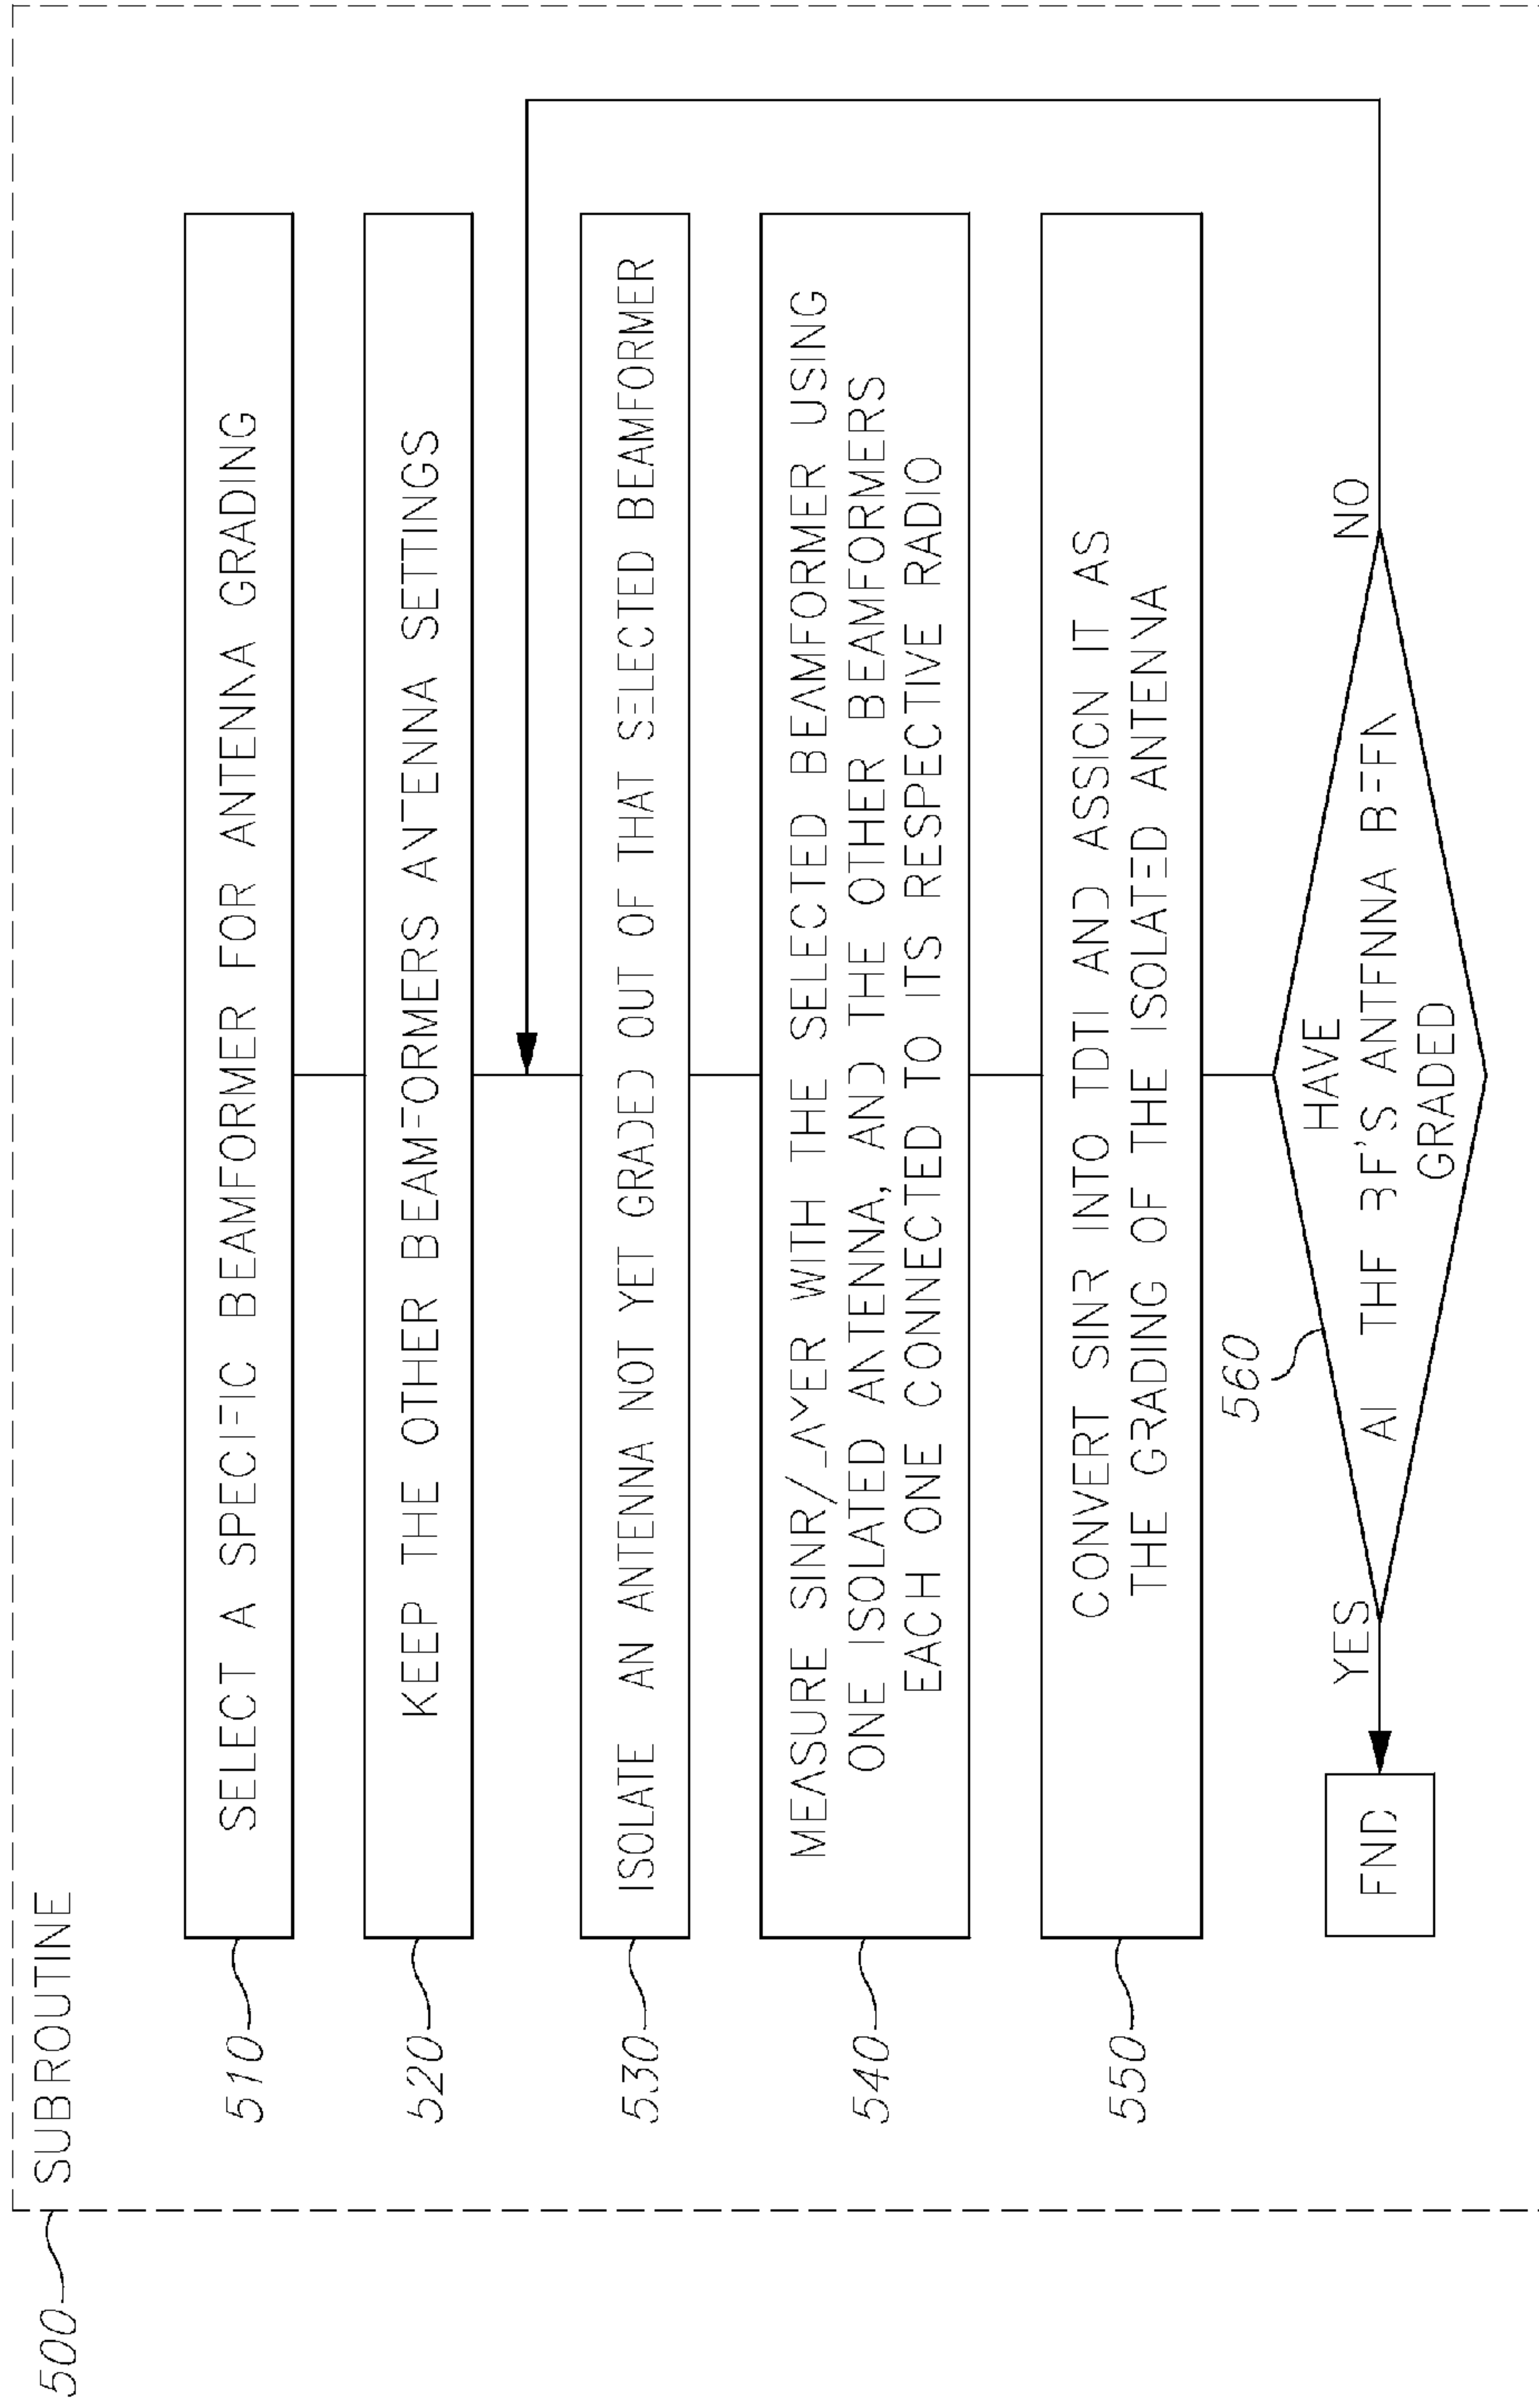 500
SUBROUTINE
510
SELECT A SPECIFIC BEAMFORMER FOR ANTENNA GRADING
520
KEEP THE OTHER BEAMFORMERS ANTENNA SETTINGS
530
ISOLATE AN ANTENNA NOT YET GRADED OUT OF THAT SELECTED BEAMFORMER
540
MEASURE SINR/LAYER WITH THE SELECTED BEAMFORMER USING
ONE ISOLATED ANTENNA, AND THE OTHER BEAMFORMERS
EACH ONE CONNECTED TO ITS RESPECTIVE RADIO
550
CONVERT SINR INTO TDTI AND ASSIGN IT AS
THE GRADING OF THE ISOLATED ANTENNA
560
HAVE
ALL THE BF'S ANTENNA BEEN
GRADED
YES
NO
END